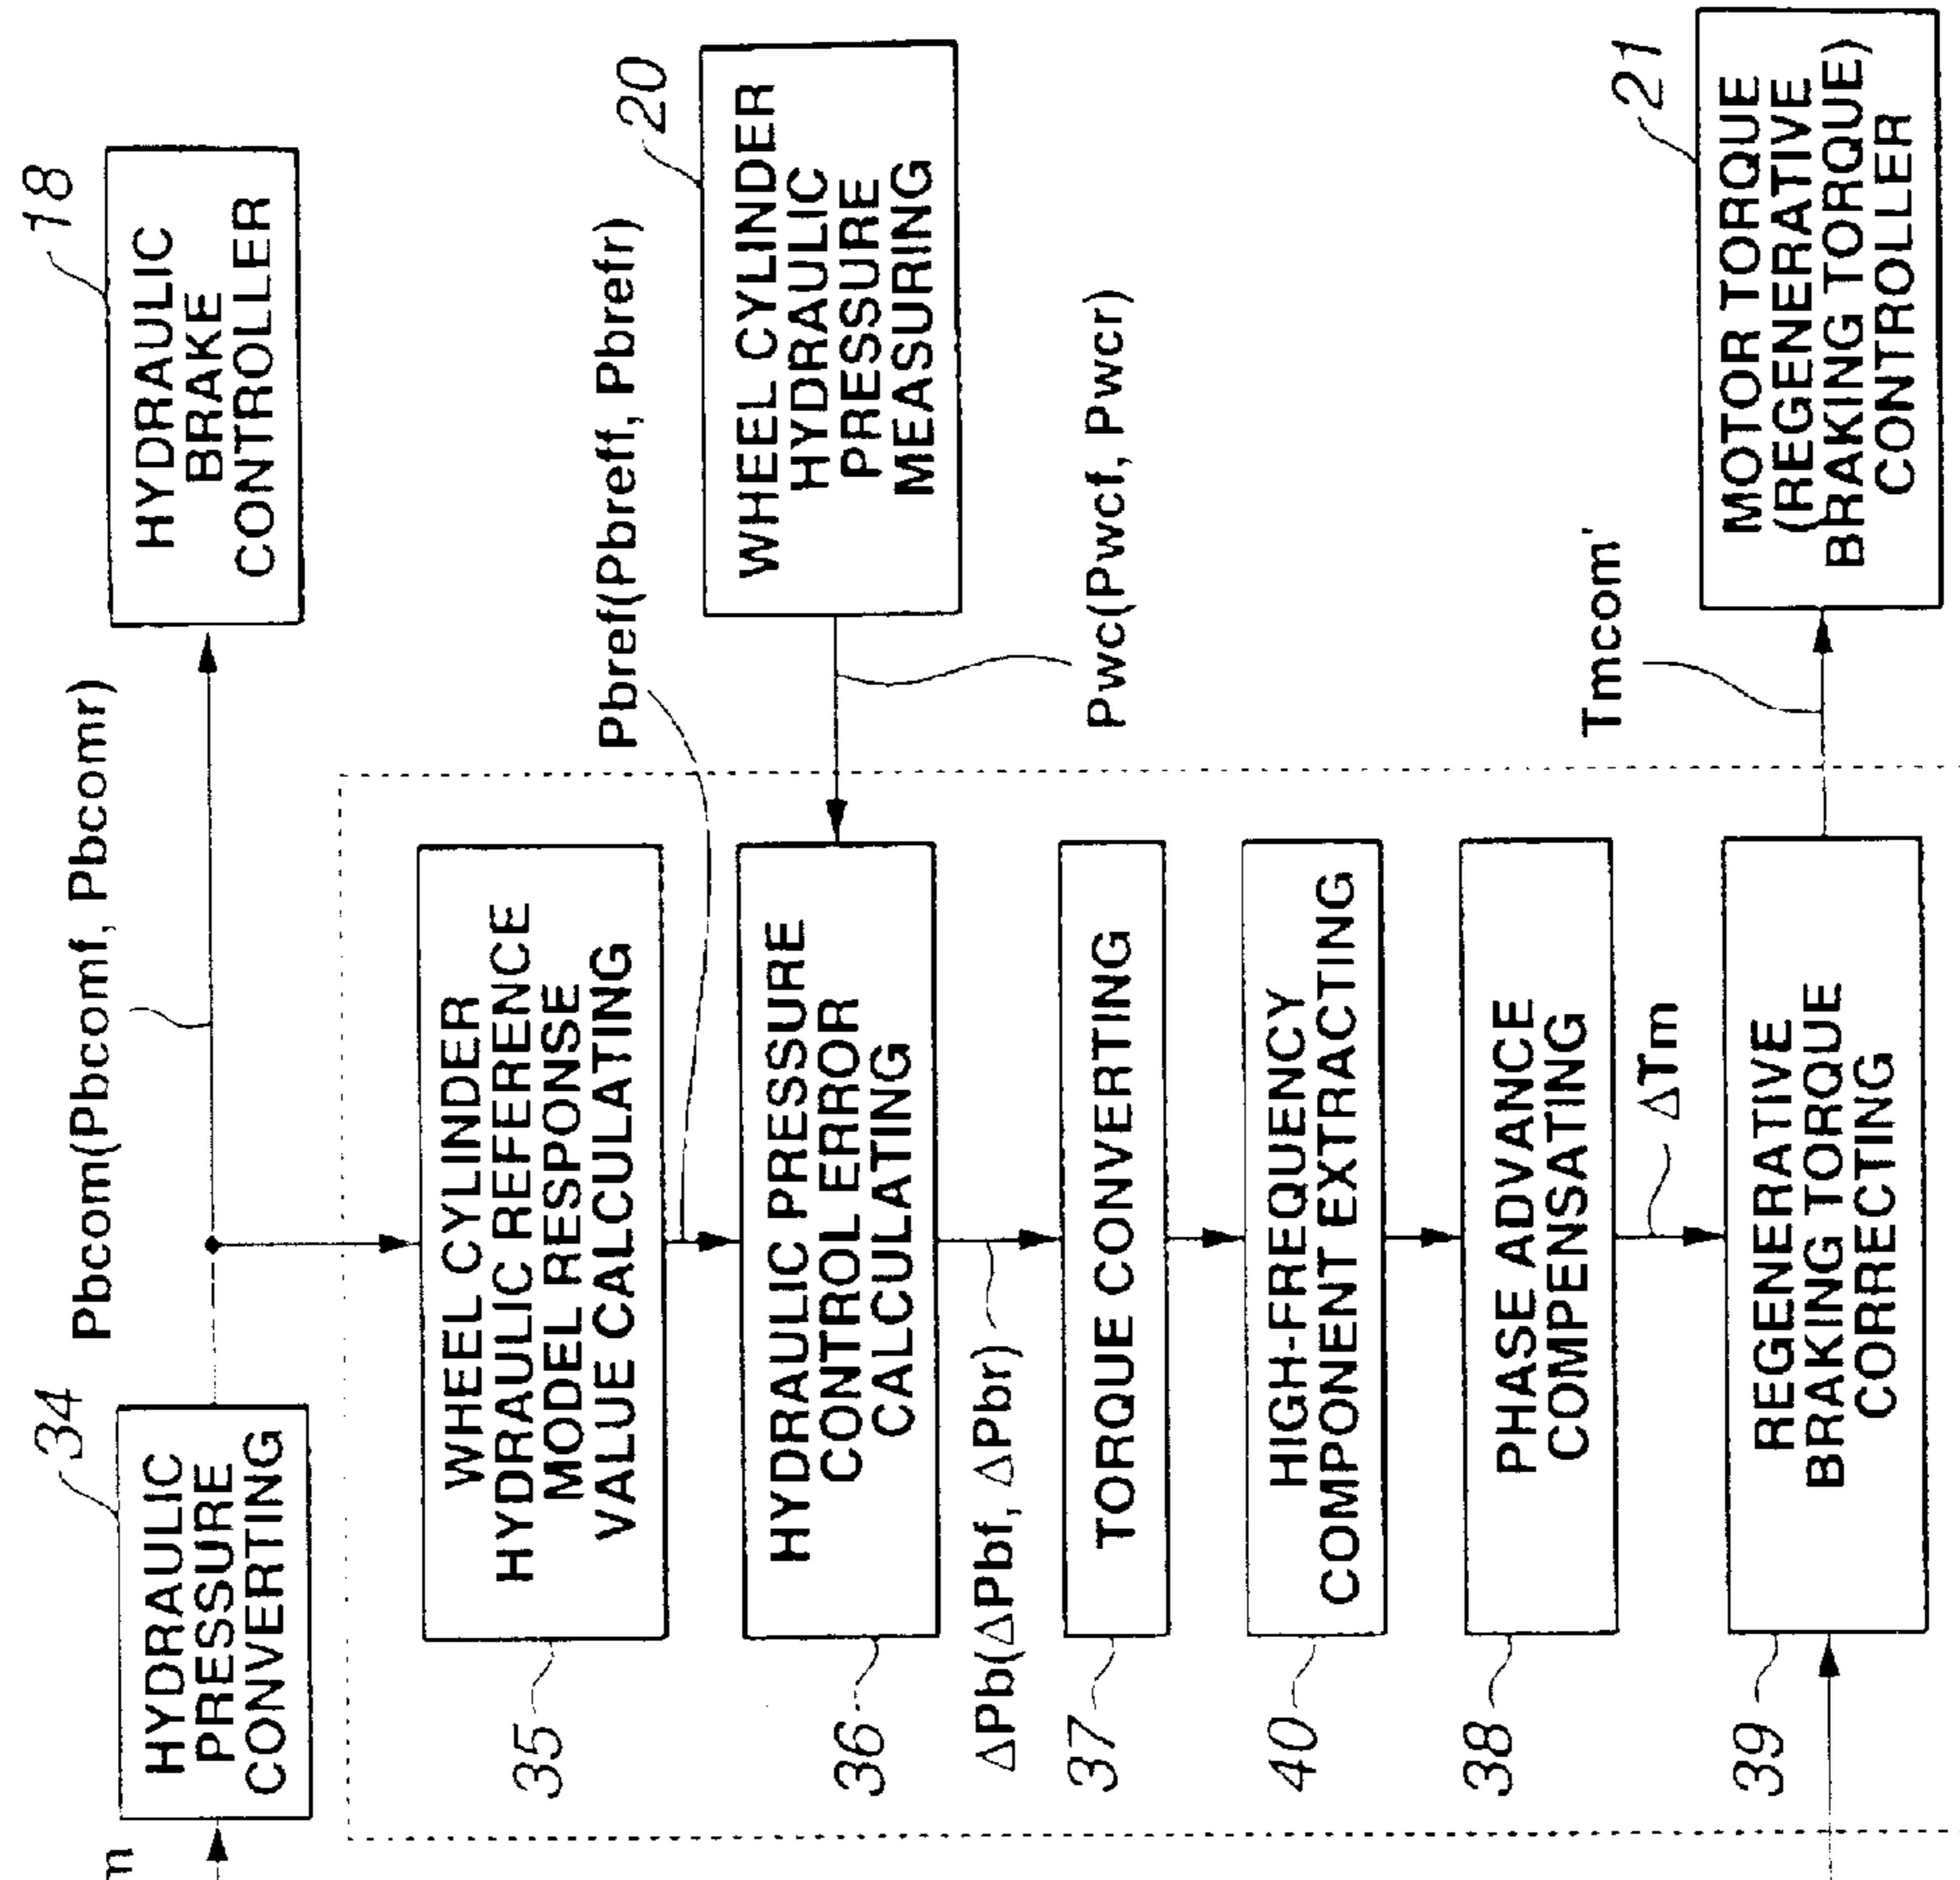 m
HYDRAULIC
PRESSURE
CONVERTING
34
Pbcom(Pbcomf, Pbcomr)
HYDRAULIC
BRAKE
CONTROLLER
18
WHEEL CYLINDER
HYDRAULIC REFERENCE
MODEL RESPONSE
VALUE CALCULATING
35
Pbref(Pbreff, Pbrefr)
WHEEL CYLINDER
HYDRAULIC
PRESSURE
MEASURING
20
Pwc(Pwcf, Pwcr)
HYDRAULIC PRESSURE
CONTROL ERROR
CALCULATING
36
ΔPb(ΔPbf, ΔPbr)
TORQUE CONVERTING
37
HIGH-FREQUENCY
COMPONENT EXTRACTING
40
PHASE ADVANCE
COMPENSATING
38
ΔTm
REGENERATIVE
BRAKING TORQUE
CORRECTING
39
Tmcom'
MOTOR TORQUE
(REGENERATIVE
BRAKING TORQUE)
CONTROLLER
21